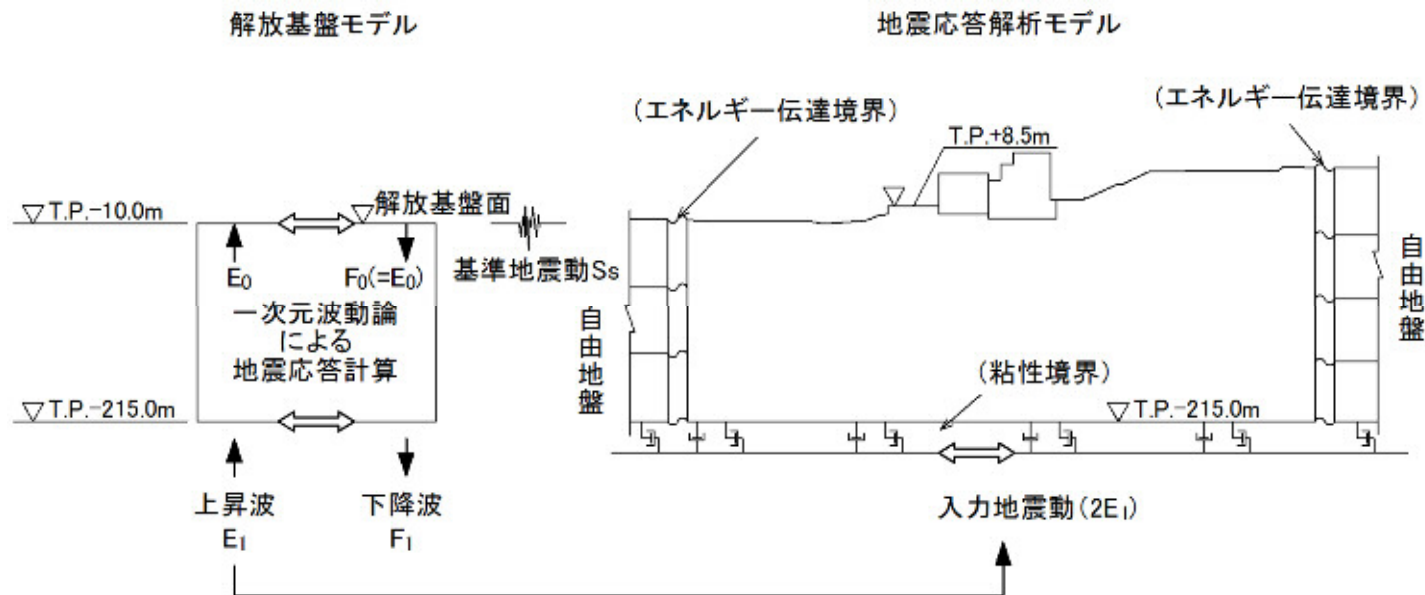 解放基盤モデル
地震応答解析モデル
(エネルギー伝達境界)
(エネルギー伝達境界)
T.P.+8.5m
▽T.P.-10.0m
▽解放基盤面
基準地震動Ss
E0
F0(=E0)
一次元波動論
による
地震応答計算
自由地盤
自由地盤
(粘性境界)
▽T.P.-215.0m
▽T.P.-215.0m
上昇波
E1
下降波
F1
入力地震動(2E1)